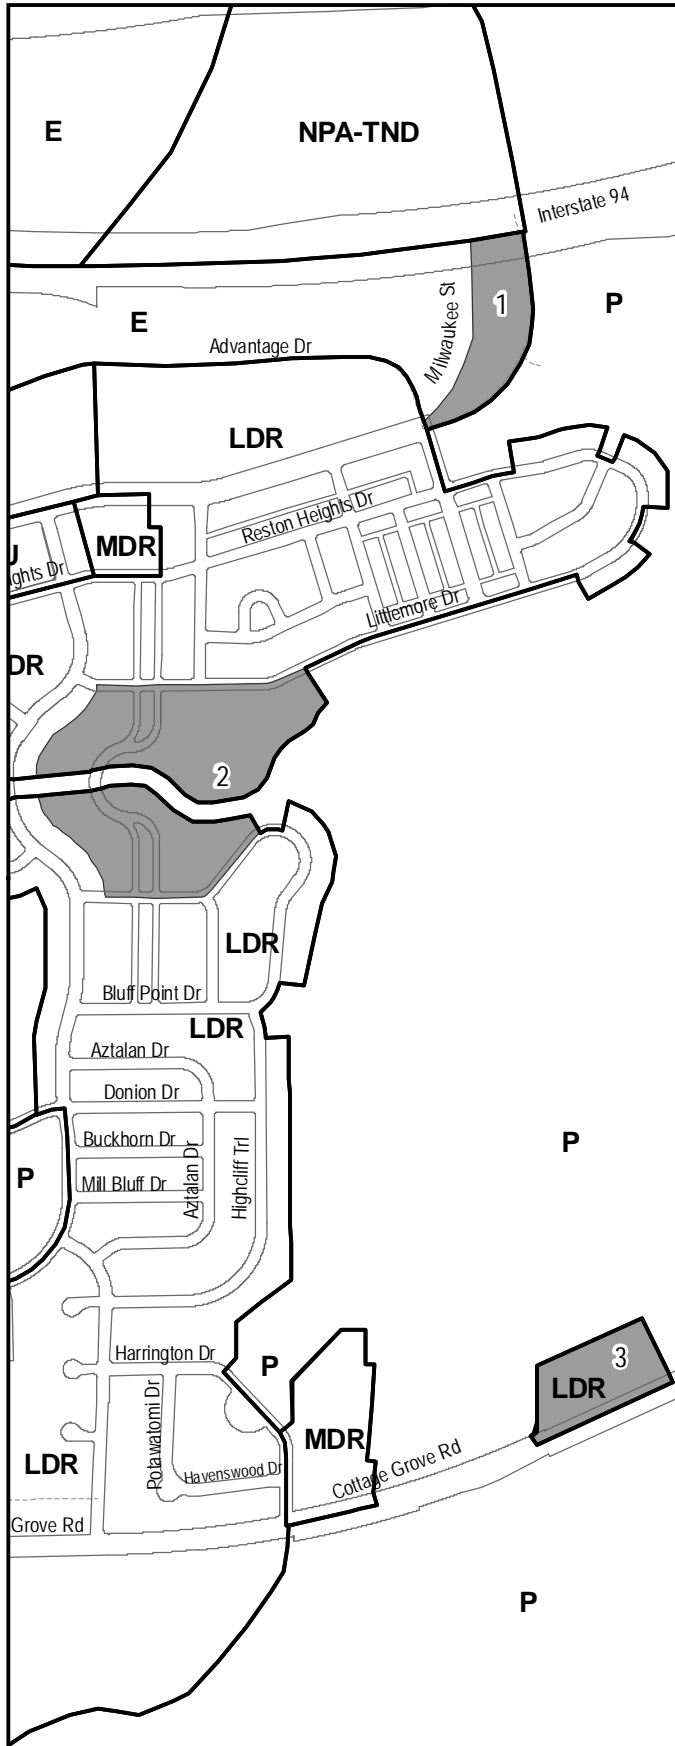 E
NPA-TND
Interstate 94
1
P
Milwaukee St
E
Advantage Dr
LDR
Reston Heights Dr
MDR
ghts Dr
Littlemore Dr
DR
2
LDR
Bluff Point Dr
LDR
Aztalan Dr
Donion Dr
Buckhorn Dr
P
Mill Bluff Dr
Aztalan Dr
Highcliff Trl
P
Harrington Dr
P
3
LDR
Potawatomi Dr
MDR
LDR
Havenswood Dr
Cottage Grove Rd
Grove Rd
P